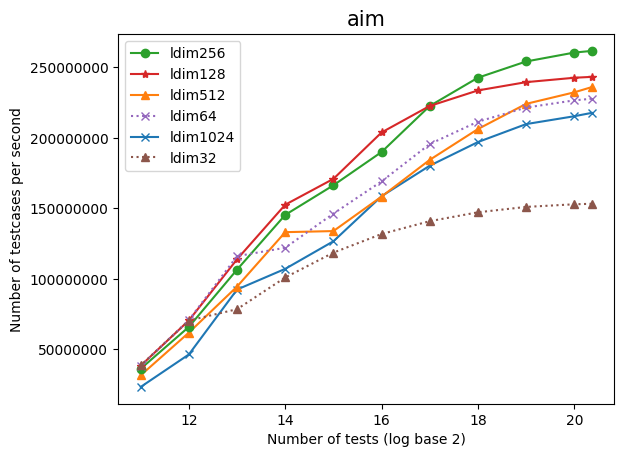 aim
ldim256
ldim128
ldim512
ldim64
ldim1024
ldim32
250000000
200000000
150000000
100000000
50000000
Number of testcases per second
12 14 16 18 20
Number of tests (log base 2)